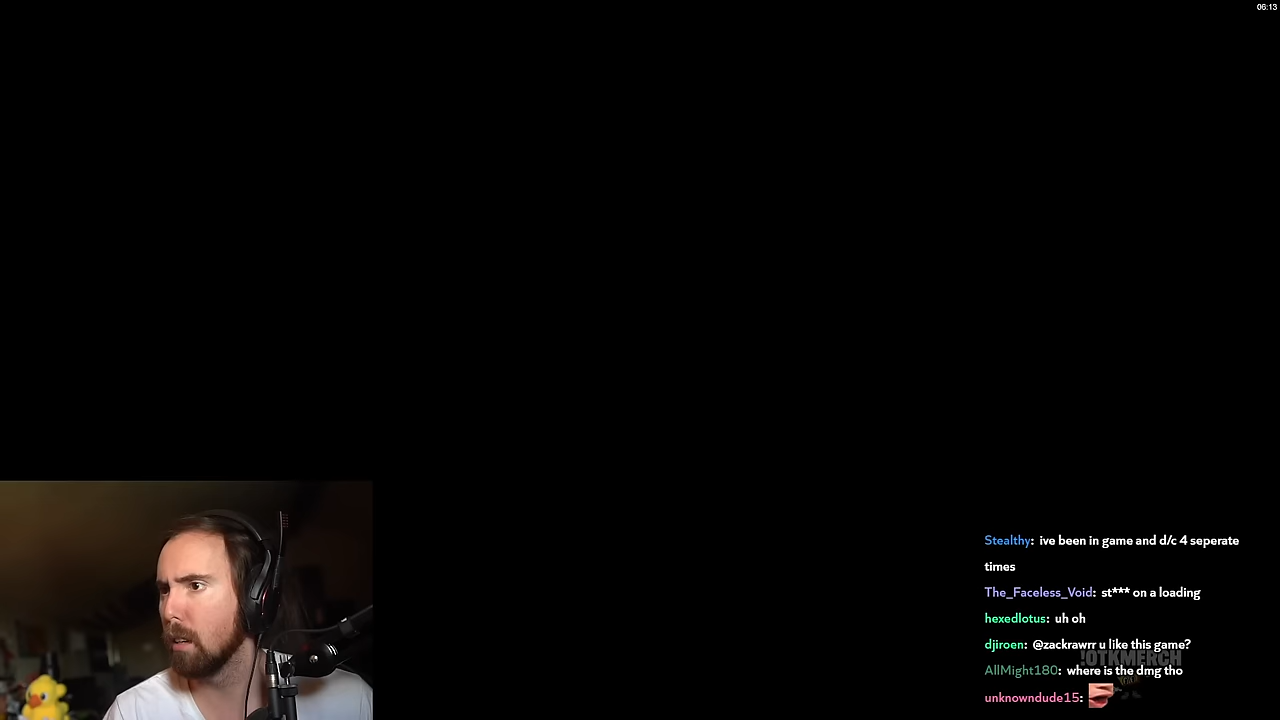 06:13
Stealthy: ive been in game and d/c 4 seperate
times
The_Faceless_Void: st*** on a loading
hexedlotus: uh oh
djiroen: @zackrawrr u like this game?
!OTKMERCH
AllMight180: where is the dmg tho
unknowndude15: